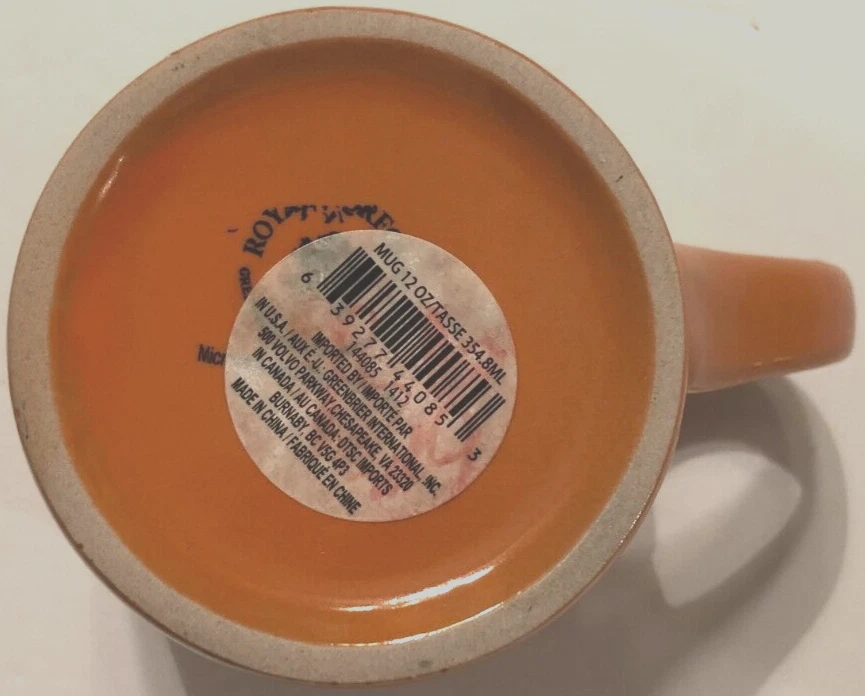 MUG 12 OZ/TASSE 354.8ML
6 39277 44085 3
144085 1412
IMPORTED BY/IMPORTÉ PAR
IN U.S.A. / AUX É.-U.: GREENBRIER INTERNATIONAL, INC.
500 VOLVO PARKWAY, CHESAPEAKE, VA 23320
IN CANADA / AU CANADA: DTSC IMPORTS
BURNABY, BC V5G 4P3
MADE IN CHINA / FABRIQUÉ EN CHINE